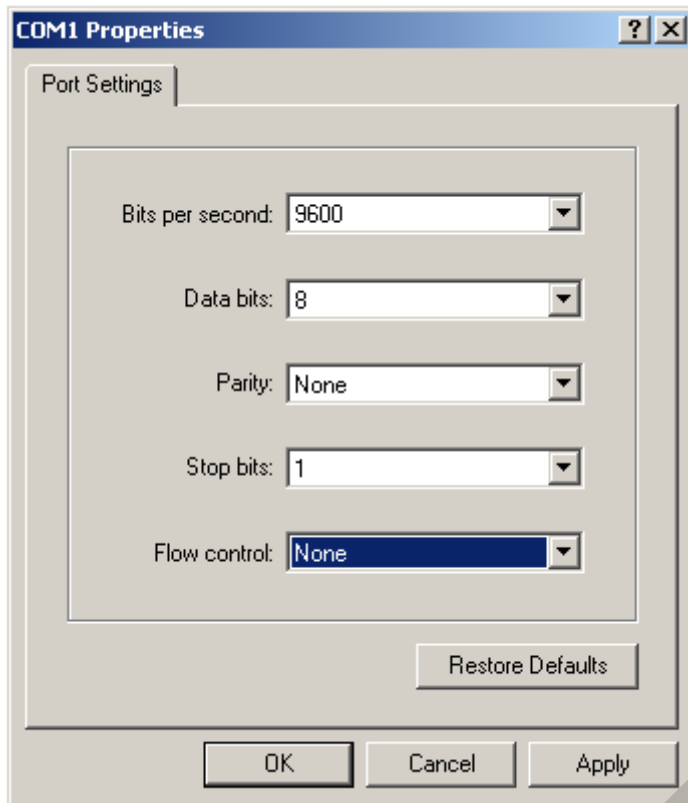 COM1 Properties
Port Settings
Bits per second: 9600
Data bits: 8
Parity: None
Stop bits: 1
Flow control: None
Restore Defaults
OK Cancel Apply